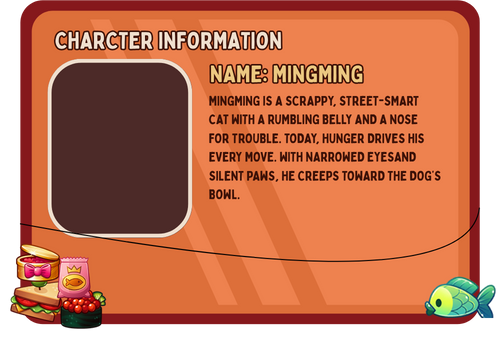 CHARCTER INFORMATION
NAME: MINGMING
MINGMING IS A SCRAPPY, STREET-SMART
CAT WITH A RUMBLING BELLY AND A NOSE
FOR TROUBLE. TODAY, HUNGER DRIVES HIS
EVERY MOVE. WITH NARROWED EYESAND
SILENT PAWS, HE CREEPS TOWARD THE DOG'S
BOWL.